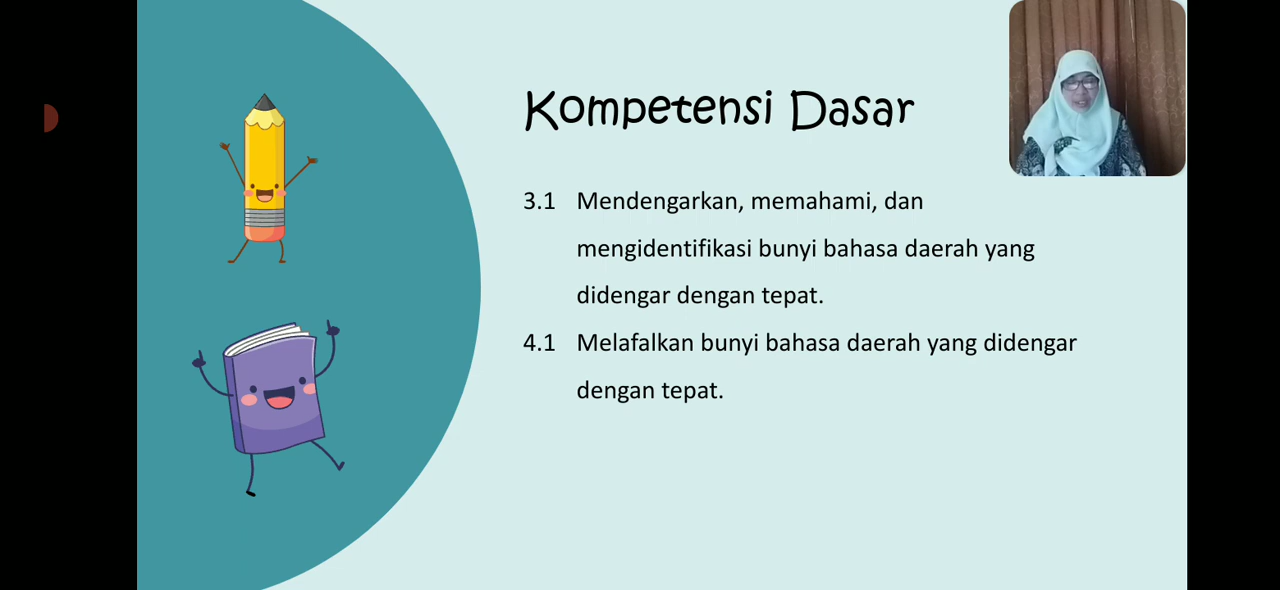 Kompetensi Dasar
3.1 Mendengarkan, memahami, dan
mengidentifikasi bunyi bahasa daerah yang
didengar dengan tepat.
4.1 Melafalkan bunyi bahasa daerah yang didengar
dengan tepat.